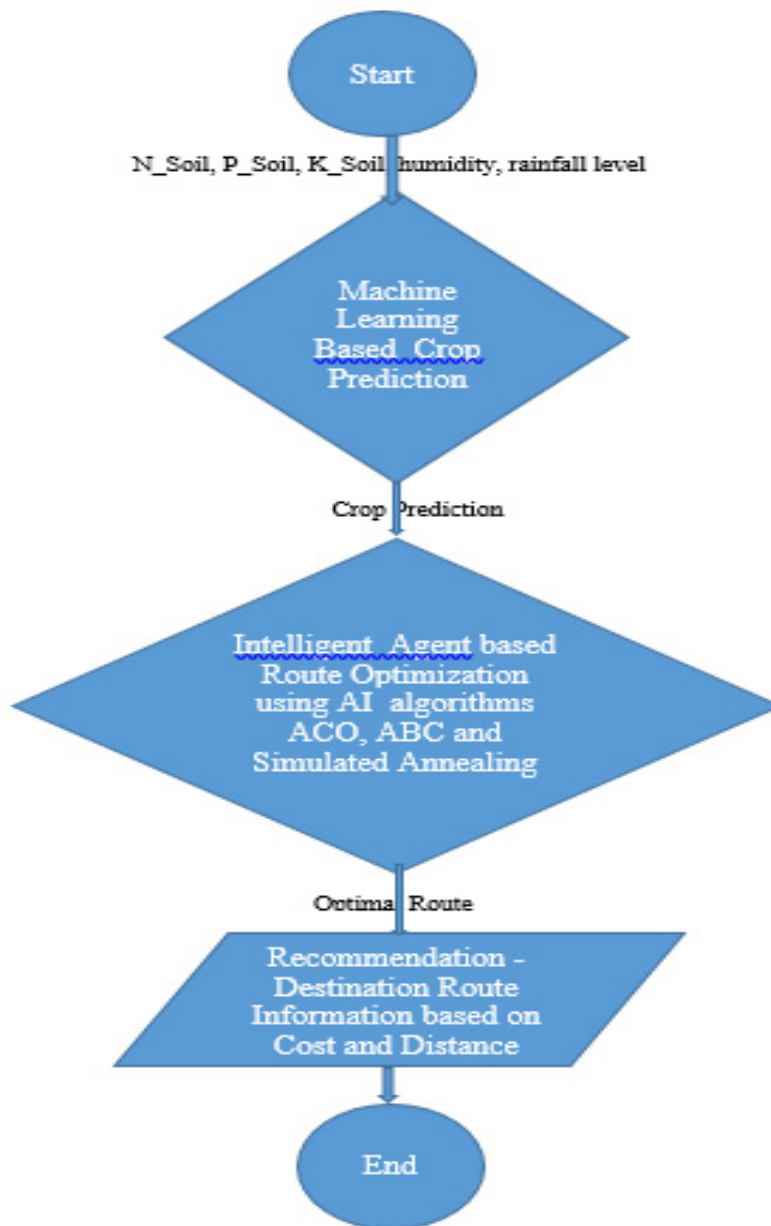 Start
N_Soil, P_Soil, K_Soil, humidity, rainfall level
Machine
Learning
Based Crop
Prediction
Crop Prediction
Intelligent Agent based
Route Optimization
using AI algorithms
ACO, ABC and
Simulated Annealing
Optimal Route
Recommendation -
Destination Route
Information based on
Cost and Distance
End